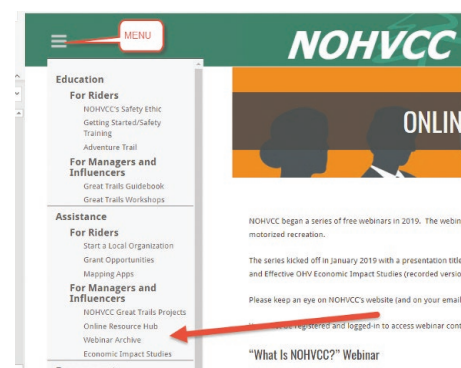 MENU
NOHVCC
Education
For Riders
NOHVCC's Safety Ethic
Getting Started/Safety
Training
Adventure Trail
For Managers and
Influencers
Great Trails Guidebook
Great Trails Workshops
Assistance
For Riders
Start a Local Organization
Grant Opportunities
Mapping Apps
For Managers and
Influencers
NOHVCC Great Trails Projects
Online Resource Hub
Webinar Archive
Economic Impact Studies
ONLIN
NOHVCC began a series of free webinars in 2019. The webin
motorized recreation.
The series kicked off in January 2019 with a presentation title
and Effective OHV Economic Impact Studies (recorded versio
Please keep an eye on NOHVCC's website (and on your email
be registered and logged-in to access webinar cont
“What Is NOHVCC?” Webinar